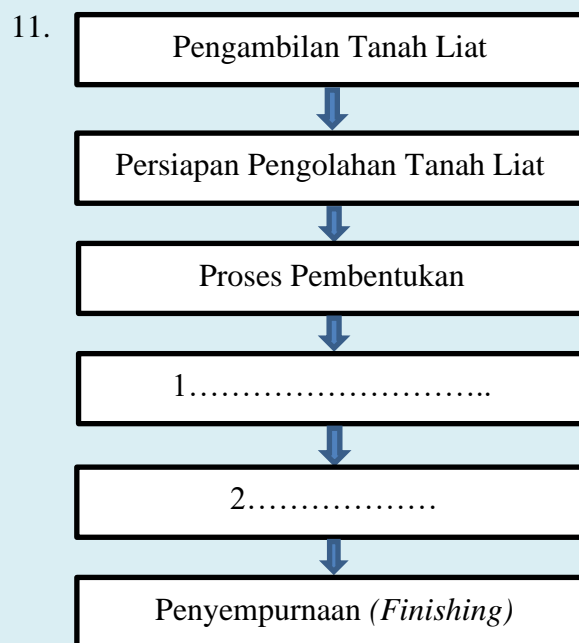 11.
Pengambilan Tanah Liat
Persiapan Pengolahan Tanah Liat
Proses Pembentukan
1………………………..
2………………
Penyempurnaan (Finishing)